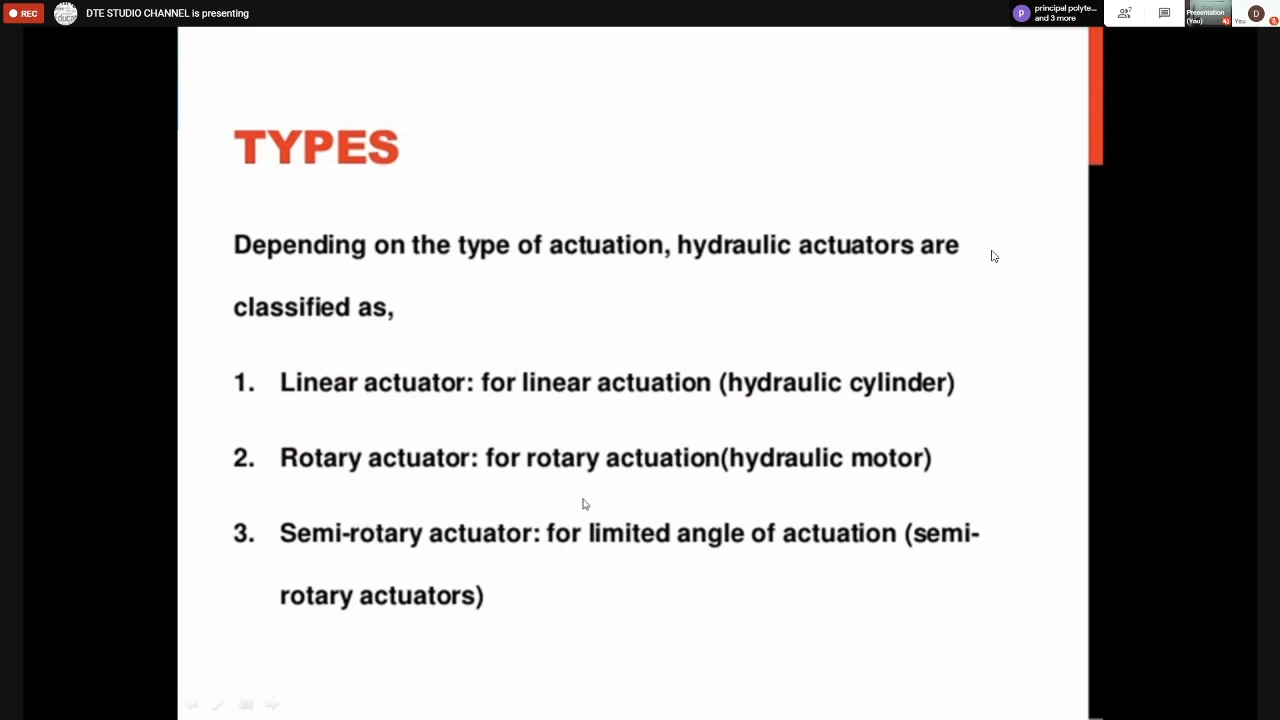 REC
DTE STUDIO CHANNEL is presenting
principal polyte...
and 3 more
7
Presentation
(You)
You
D
P
TYPES
Depending on the type of actuation, hydraulic actuators are
classified as,
1. Linear actuator: for linear actuation (hydraulic cylinder)
2. Rotary actuator: for rotary actuation(hydraulic motor)
3. Semi-rotary actuator: for limited angle of actuation (semi-
rotary actuators)